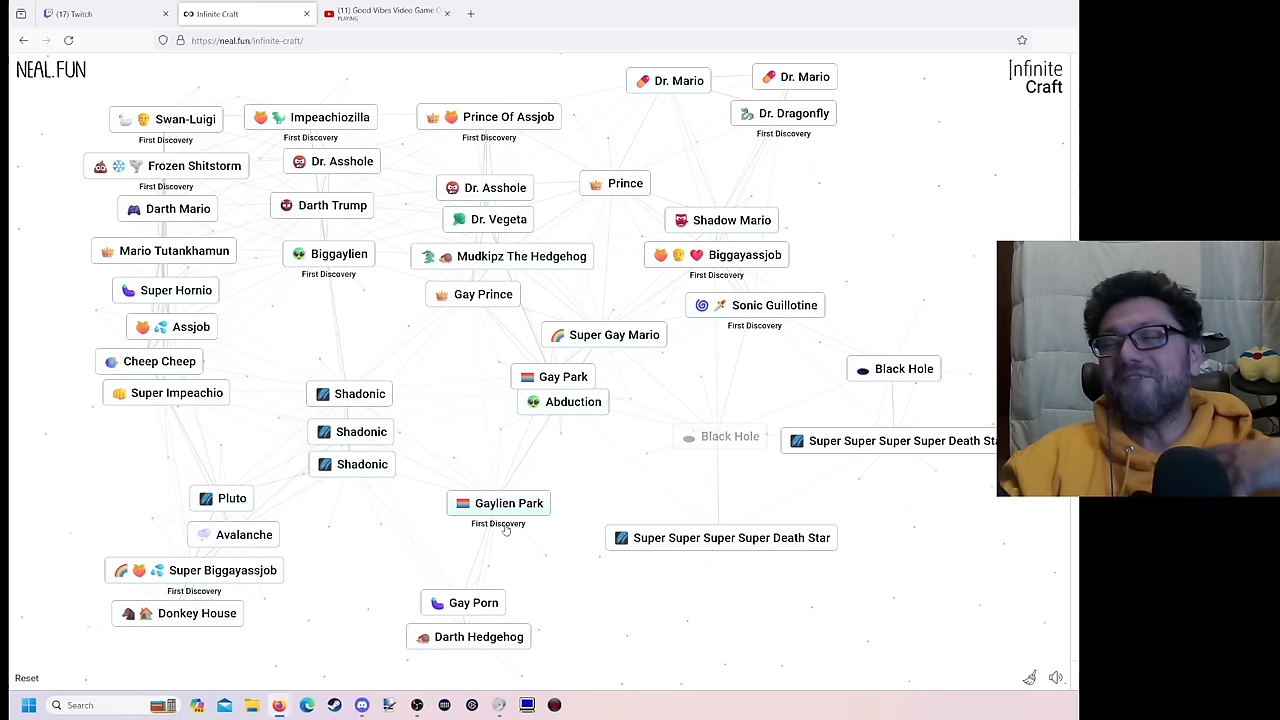 (17) Twitch
Infinite Craft
(11) Good Vibes Video Game
PLAYING
https://neal.fun/infinite-craft/
NEAL.FUN
Infinite
Craft
Dr. Mario
Dr. Mario
Swan-Luigi
First Discovery
Impeachiozilla
First Discovery
Prince Of Assjob
First Discovery
Dr. Dragonfly
First Discovery
Frozen Shitstorm
First Discovery
Dr. Asshole
Dr. Asshole
Prince
Darth Mario
Darth Trump
Dr. Vegeta
Shadow Mario
Mario Tutankhamun
Biggaylien
First Discovery
Mudkipz The Hedgehog
Biggayassjob
First Discovery
Super Hornio
Gay Prince
Sonic Guillotine
First Discovery
Assjob
Super Gay Mario
Cheep Cheep
Gay Park
Black Hole
Super Impeachio
Shadonic
Abduction
Shadonic
Black Hole
Super Super Super Super Death Sta
Shadonic
Pluto
Gaylien Park
First Discovery
Avalanche
Super Super Super Super Death Star
Super Biggayassjob
First Discovery
Donkey House
Gay Porn
Darth Hedgehog
Reset
Search